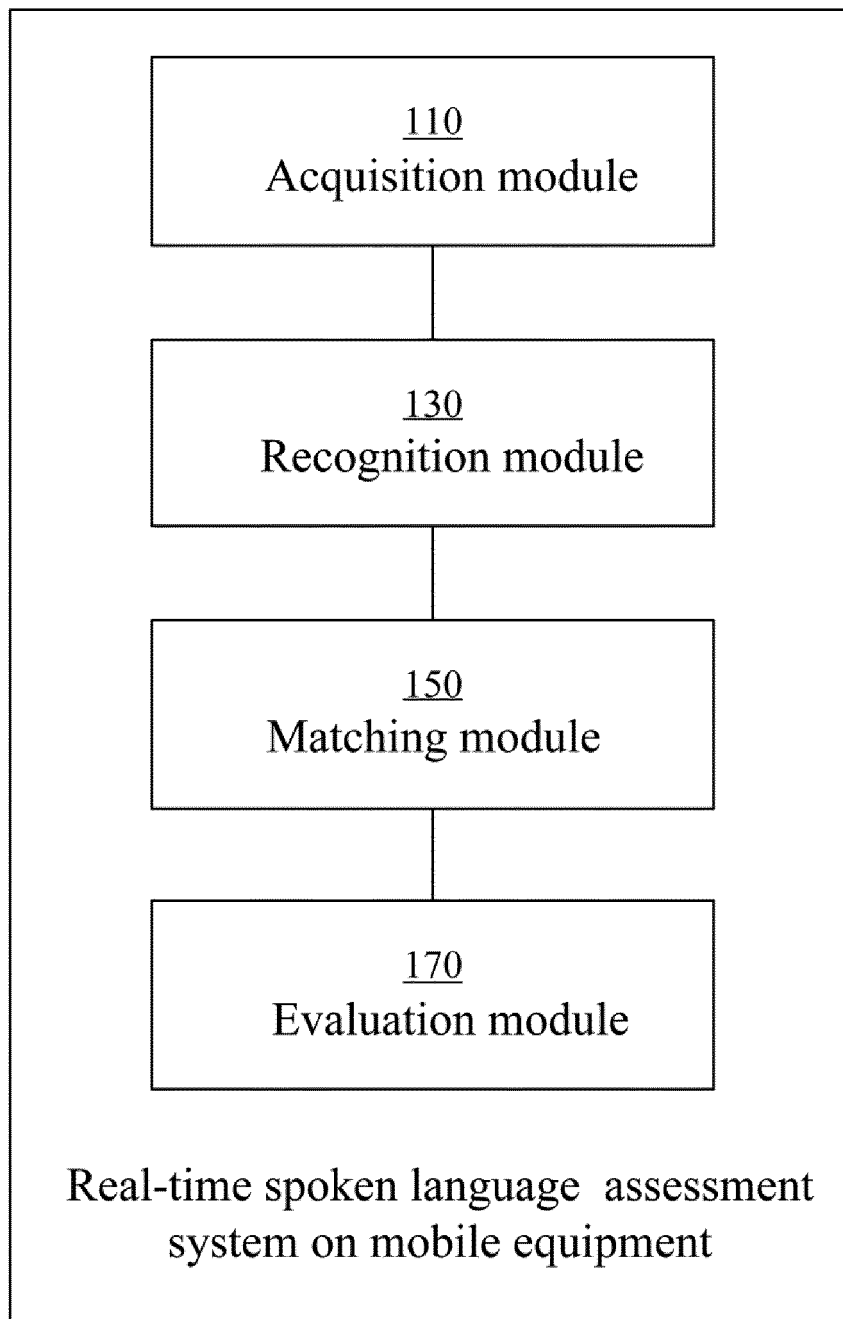 110
Acquisition module
130
Recognition module
150
Matching module
170
Evaluation module
Real-time spoken language assessment
system on mobile equipment